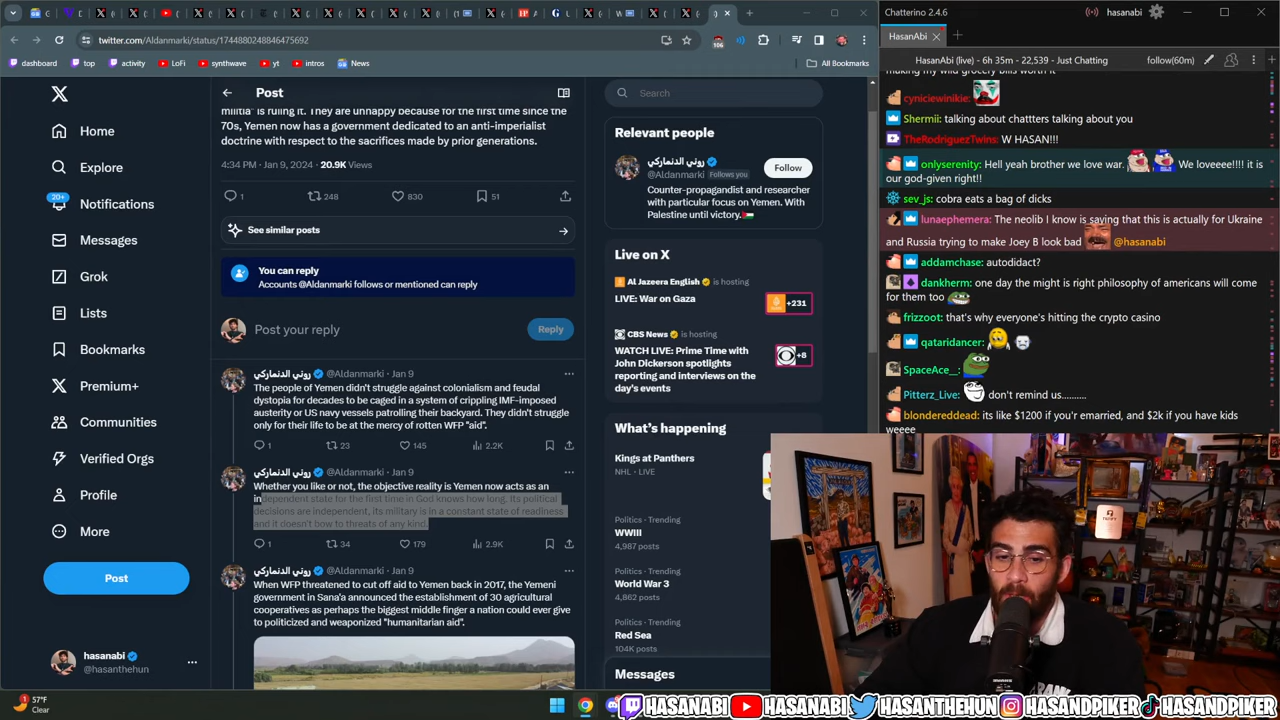 twitter.com/Aldanmarki/status/1744880248846475692
106
dashboard
top
activity
LoFi
synthwave
yt
intros
News
All Bookmarks
Home
Explore
20+
Notifications
Messages
Grok
Lists
Bookmarks
Premium+
Communities
Verified Orgs
Profile
More
Post
hasanabi
@hasanthehun
Post
militia" is ruling it. They are unhappy because for the first time since the
70s, Yemen now has a government dedicated to an anti-imperialist
doctrine with respect to the sacrifices made by prior generations.
4:34 PM · Jan 9, 2024 · 20.9K Views
1
248
830
51
See similar posts
You can reply
Accounts @Aldanmarki follows or mentioned can reply
Post your reply
Reply
روني الدنماركي @Aldanmarki · Jan 9
The people of Yemen didn't struggle against colonialism and feudal
dystopia for decades to be caged in a system of crippling IMF-imposed
austerity or US navy vessels patrolling their backyard. They didn't struggle
only for their life to be at the mercy of rotten WFP "aid".
1
23
145
2.2K
روني الدنماركي @Aldanmarki · Jan 9
Whether you like or not, the objective reality is Yemen now acts as an
independent state for the first time in God knows how long. Its political
decisions are independent, its military is in a constant state of readiness
and it doesn't bow to threats of any kind.
1
34
179
2.9K
روني الدنماركي @Aldanmarki · Jan 9
When WFP threatened to cut off aid to Yemen back in 2017, the Yemeni
government in Sana'a announced the establishment of 30 agricultural
cooperatives as perhaps the biggest middle finger a nation could ever give
to politicized and weaponized "humanitarian aid".
Search
Relevant people
روني الدنماركي
@Aldanmarki Follows you
Follow
Counter-propagandist and researcher
with particular focus on Yemen. With
Palestine until victory.
Live on X
Al Jazeera English is hosting
LIVE: War on Gaza
+231
CBS News is hosting
WATCH LIVE: Prime Time with
John Dickerson spotlights
reporting and interviews on the
day's events
+8
What's happening
Kings at Panthers
NHL · LIVE
Politics · Trending
WWIII
4,987 posts
Politics · Trending
World War 3
4,862 posts
Politics · Trending
Red Sea
104K posts
Messages
Chatterino 2.4.6
hasanabi
HasanAbi
HasanAbi (live) - 6h 35m - 22,539 - Just Chatting
follow(60m)
making my wild grocery bills worth it
cyniciewinikie:
Shermii: talking about chattters talking about you
TheRodriguezTwins: W HASAN!!!
onlyserenity: Hell yeah brother we love war. We loveeee!!!! it is
our god-given right!!
sev_js: cobra eats a bag of dicks
lunaephemera: The neolib I know is saying that this is actually for Ukraine
and Russia trying to make Joey B look bad @hasanabi
addamchase: autodidact?
dankherm: one day the might is right philosophy of americans will come
for them too
frizzoot: that's why everyone's hitting the crypto casino
qataridancer:
SpaceAce__:
Pitterz_Live: don't remind us..........
blondereddead: its like $1200 if you'r emarried, and $2k if you have kids
weeee
57°F
Clear
HASANABI
HASANABI
HASANTHEHUN
HASANDPIKER
HASANDPIKER